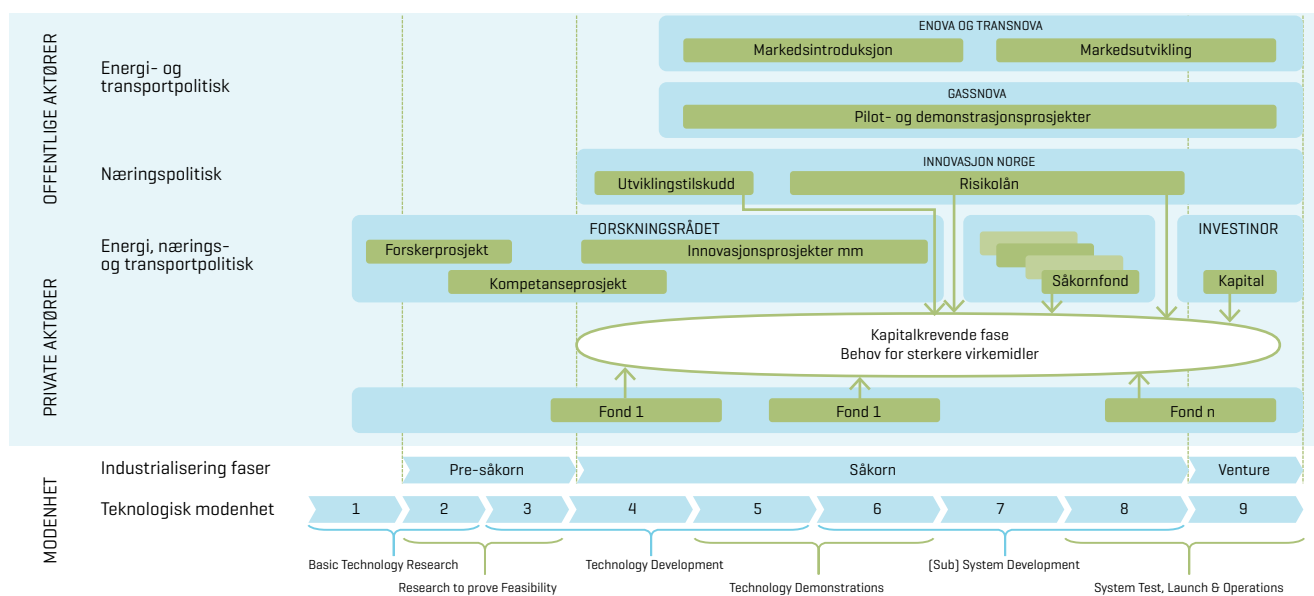 OFFENTLIGE AKTØRER
Energi- og
transportpolitisk
ENOVA OG TRANSNOVA
Markedsintroduksjon
Markedsutvikling
GASSNOVA
Pilot- og demonstrasjonsprosjekter
Næringspolitisk
INNOVASJON NORGE
Utviklingstilskudd
Risikolån
Energi, nærings-
og transportpolitisk
FORSKNINGSRÅDET
Forskerprosjekt
Innovasjonsprosjekter mm
Kompetanseprosjekt
Såkornfond
INVESTINOR
Kapital
Kapitalkrevende fase
Behov for sterkere virkemidler
PRIVATE AKTØRER
Fond 1
Fond 1
Fond n
MODENHET
Industrialisering faser
Pre-såkorn
Såkorn
Venture
Teknologisk modenhet
1
2
3
4
5
6
7
8
9
Basic Technology Research
Technology Development
(Sub) System Development
Research to prove Feasibility
Technology Demonstrations
System Test, Launch & Operations